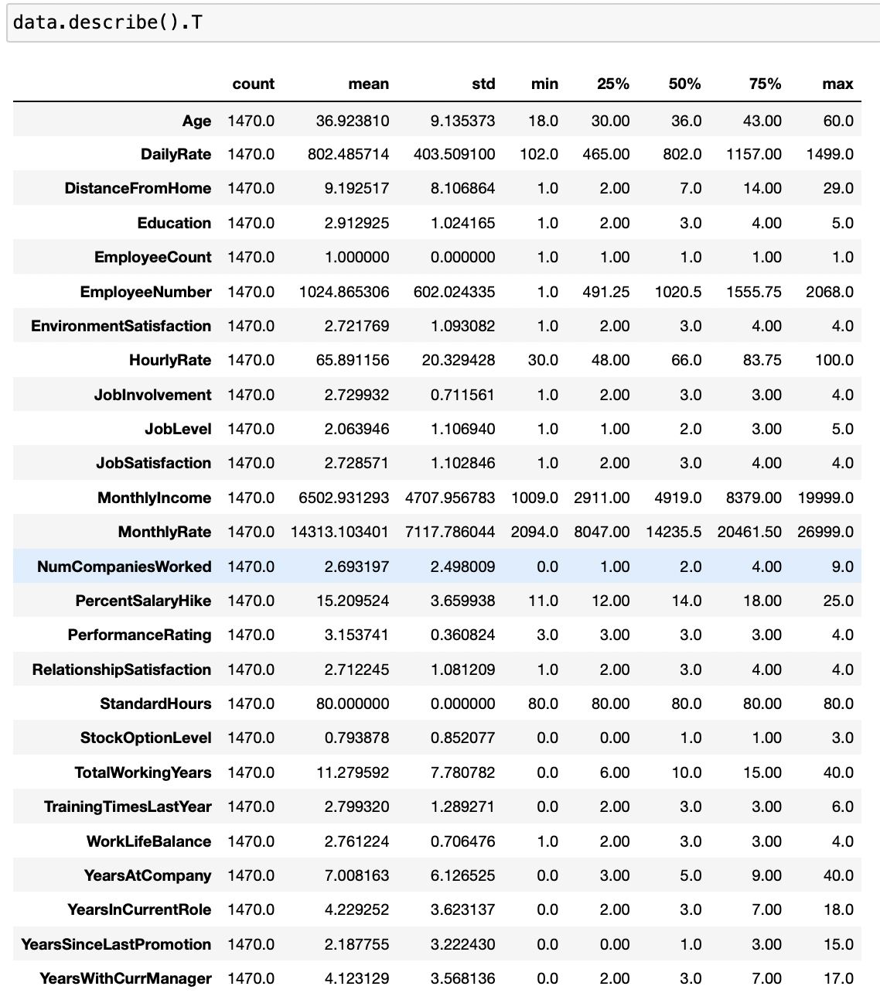 data.describe().T
count mean std min 25% 50% 75% max
Age 1470.0 36.923810 9.135373 18.0 30.00 36.0 43.00 60.0
DailyRate 1470.0 802.485714 403.509100 102.0 465.00 802.0 1157.00 1499.0
DistanceFromHome 1470.0 9.192517 8.106864 1.0 2.00 7.0 14.00 29.0
Education 1470.0 2.912925 1.024165 1.0 2.00 3.0 4.00 5.0
EmployeeCount 1470.0 1.000000 0.000000 1.0 1.00 1.0 1.00 1.0
EmployeeNumber 1470.0 1024.865306 602.024335 1.0 491.25 1020.5 1555.75 2068.0
EnvironmentSatisfaction 1470.0 2.721769 1.093082 1.0 2.00 3.0 4.00 4.0
HourlyRate 1470.0 65.891156 20.329428 30.0 48.00 66.0 83.75 100.0
JobInvolvement 1470.0 2.729932 0.711561 1.0 2.00 3.0 3.00 4.0
JobLevel 1470.0 2.063946 1.106940 1.0 1.00 2.0 3.00 5.0
JobSatisfaction 1470.0 2.728571 1.102846 1.0 2.00 3.0 4.00 4.0
MonthlyIncome 1470.0 6502.931293 4707.956783 1009.0 2911.00 4919.0 8379.00 19999.0
MonthlyRate 1470.0 14313.103401 7117.786044 2094.0 8047.00 14235.5 20461.50 26999.0
NumCompaniesWorked 1470.0 2.693197 2.498009 0.0 1.00 2.0 4.00 9.0
PercentSalaryHike 1470.0 15.209524 3.659938 11.0 12.00 14.0 18.00 25.0
PerformanceRating 1470.0 3.153741 0.360824 3.0 3.00 3.0 3.00 4.0
RelationshipSatisfaction 1470.0 2.712245 1.081209 1.0 2.00 3.0 4.00 4.0
StandardHours 1470.0 80.000000 0.000000 80.0 80.00 80.0 80.00 80.0
StockOptionLevel 1470.0 0.793878 0.852077 0.0 0.00 1.0 1.00 3.0
TotalWorkingYears 1470.0 11.279592 7.780782 0.0 6.00 10.0 15.00 40.0
TrainingTimesLastYear 1470.0 2.799320 1.289271 0.0 2.00 3.0 3.00 6.0
WorkLifeBalance 1470.0 2.761224 0.706476 1.0 2.00 3.0 3.00 4.0
YearsAtCompany 1470.0 7.008163 6.126525 0.0 3.00 5.0 9.00 40.0
YearsInCurrentRole 1470.0 4.229252 3.623137 0.0 2.00 3.0 7.00 18.0
YearsSinceLastPromotion 1470.0 2.187755 3.222430 0.0 0.00 1.0 3.00 15.0
YearsWithCurrManager 1470.0 4.123129 3.568136 0.0 2.00 3.0 7.00 17.0